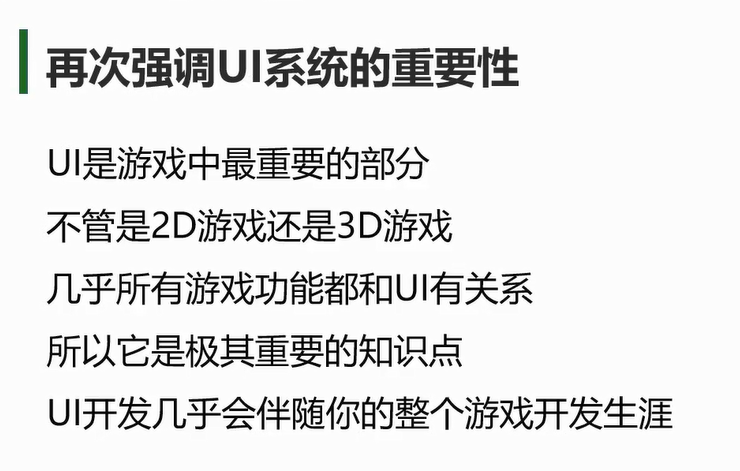 再次强调UI系统的重要性
UI是游戏中最重要的部分
不管是2D游戏还是3D游戏
几乎所有游戏功能都和UI有关系
所以它是极其重要的知识点
UI开发几乎会伴随你的整个游戏开发生涯